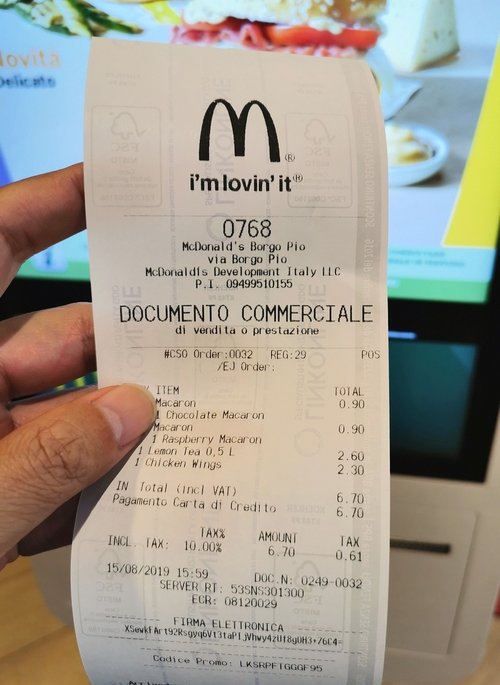 ovità
Delicato
M®
i'm lovin' it®
0768
McDonald's Borgo Pio
via Borgo Pio
McDonald's Development Italy LLC
P.I. 09499510155
DOCUMENTO COMMERCIALE
di vendita o prestazione
#CSO Order:0032 REG:29 POS
/EJ Order:
ITEM TOTAL
Macaron 0.90
1 Chocolate Macaron
Macaron 0.90
1 Raspberry Macaron
1 Lemon Tea 0,5 L 2.60
1 Chicken Wings 2.30
IN Total (incl VAT) 6.70
Pagamento Carta di Credito 6.70
TAX% AMOUNT TAX
INCL. TAX: 10.00% 6.70 0.61
15/08/2019 15:59 DOC.N: 0249-0032
SERVER RT: 53SNS301300
ECR: 08120029
FIRMA ELETTRONICA
Codice Promo: LKSRPFTGGGF95